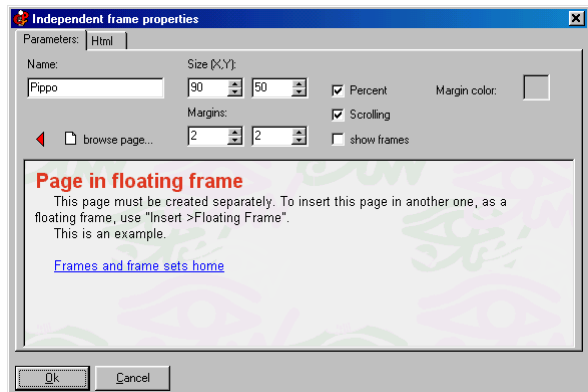 Independent frame properties
Parameters: Html
Name: Size (X,Y):
Pippo 90 50 Percent Margin color:
Margins: Scrolling
browse page... 2 2 show frames
Page in floating frame
This page must be created separately. To insert this page in another one, as a
floating frame, use "Insert >Floating Frame".
This is an example.
Frames and frame sets home
Ok Cancel